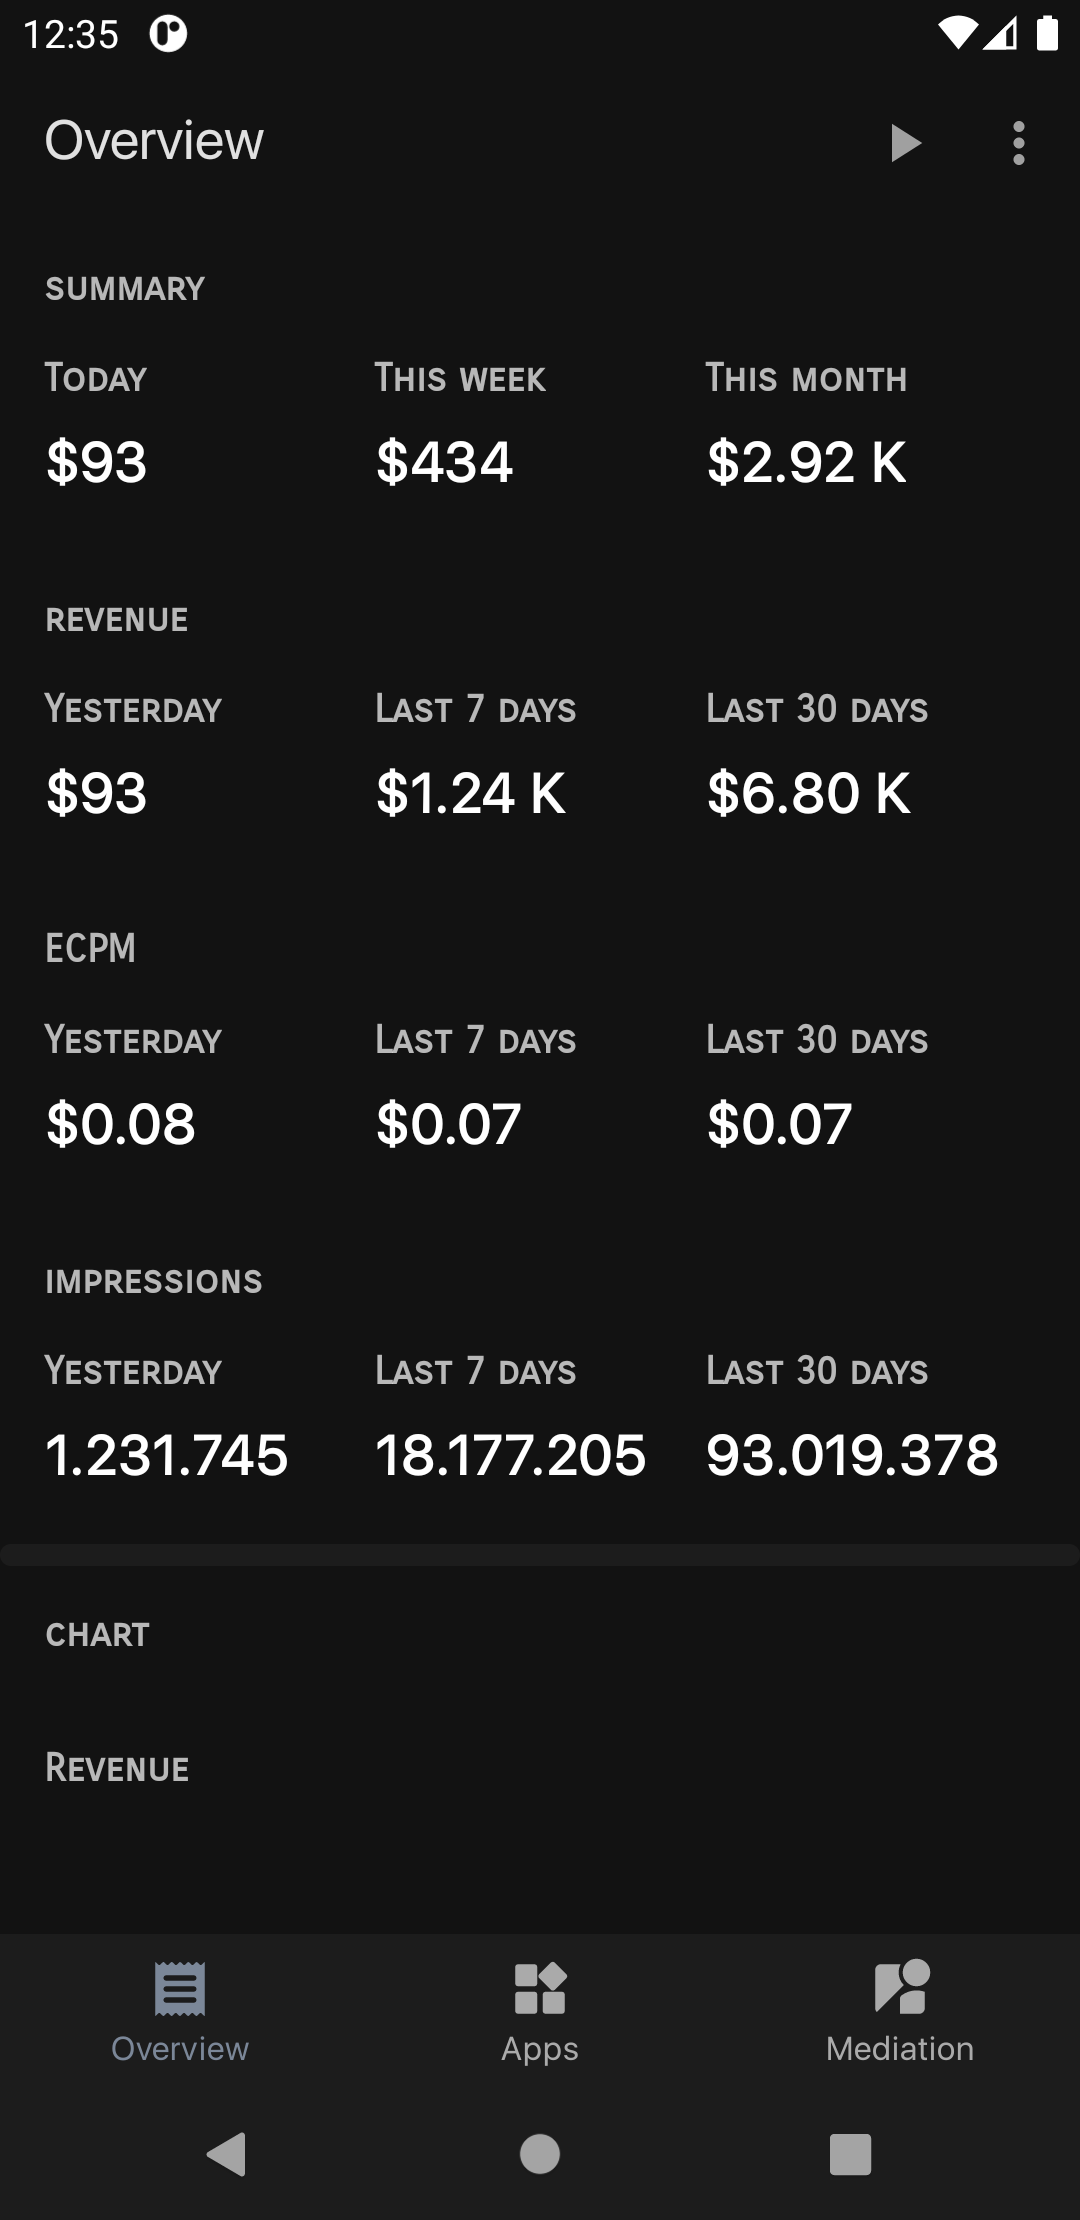 12:35
Overview
SUMMARY
Today This week This month
$93 $434 $2.92 K
REVENUE
Yesterday Last 7 days Last 30 days
$93 $1.24 K $6.80 K
ECPM
Yesterday Last 7 days Last 30 days
$0.08 $0.07 $0.07
IMPRESSIONS
Yesterday Last 7 days Last 30 days
1.231.745 18.177.205 93.019.378
CHART
Revenue
Overview Apps Mediation